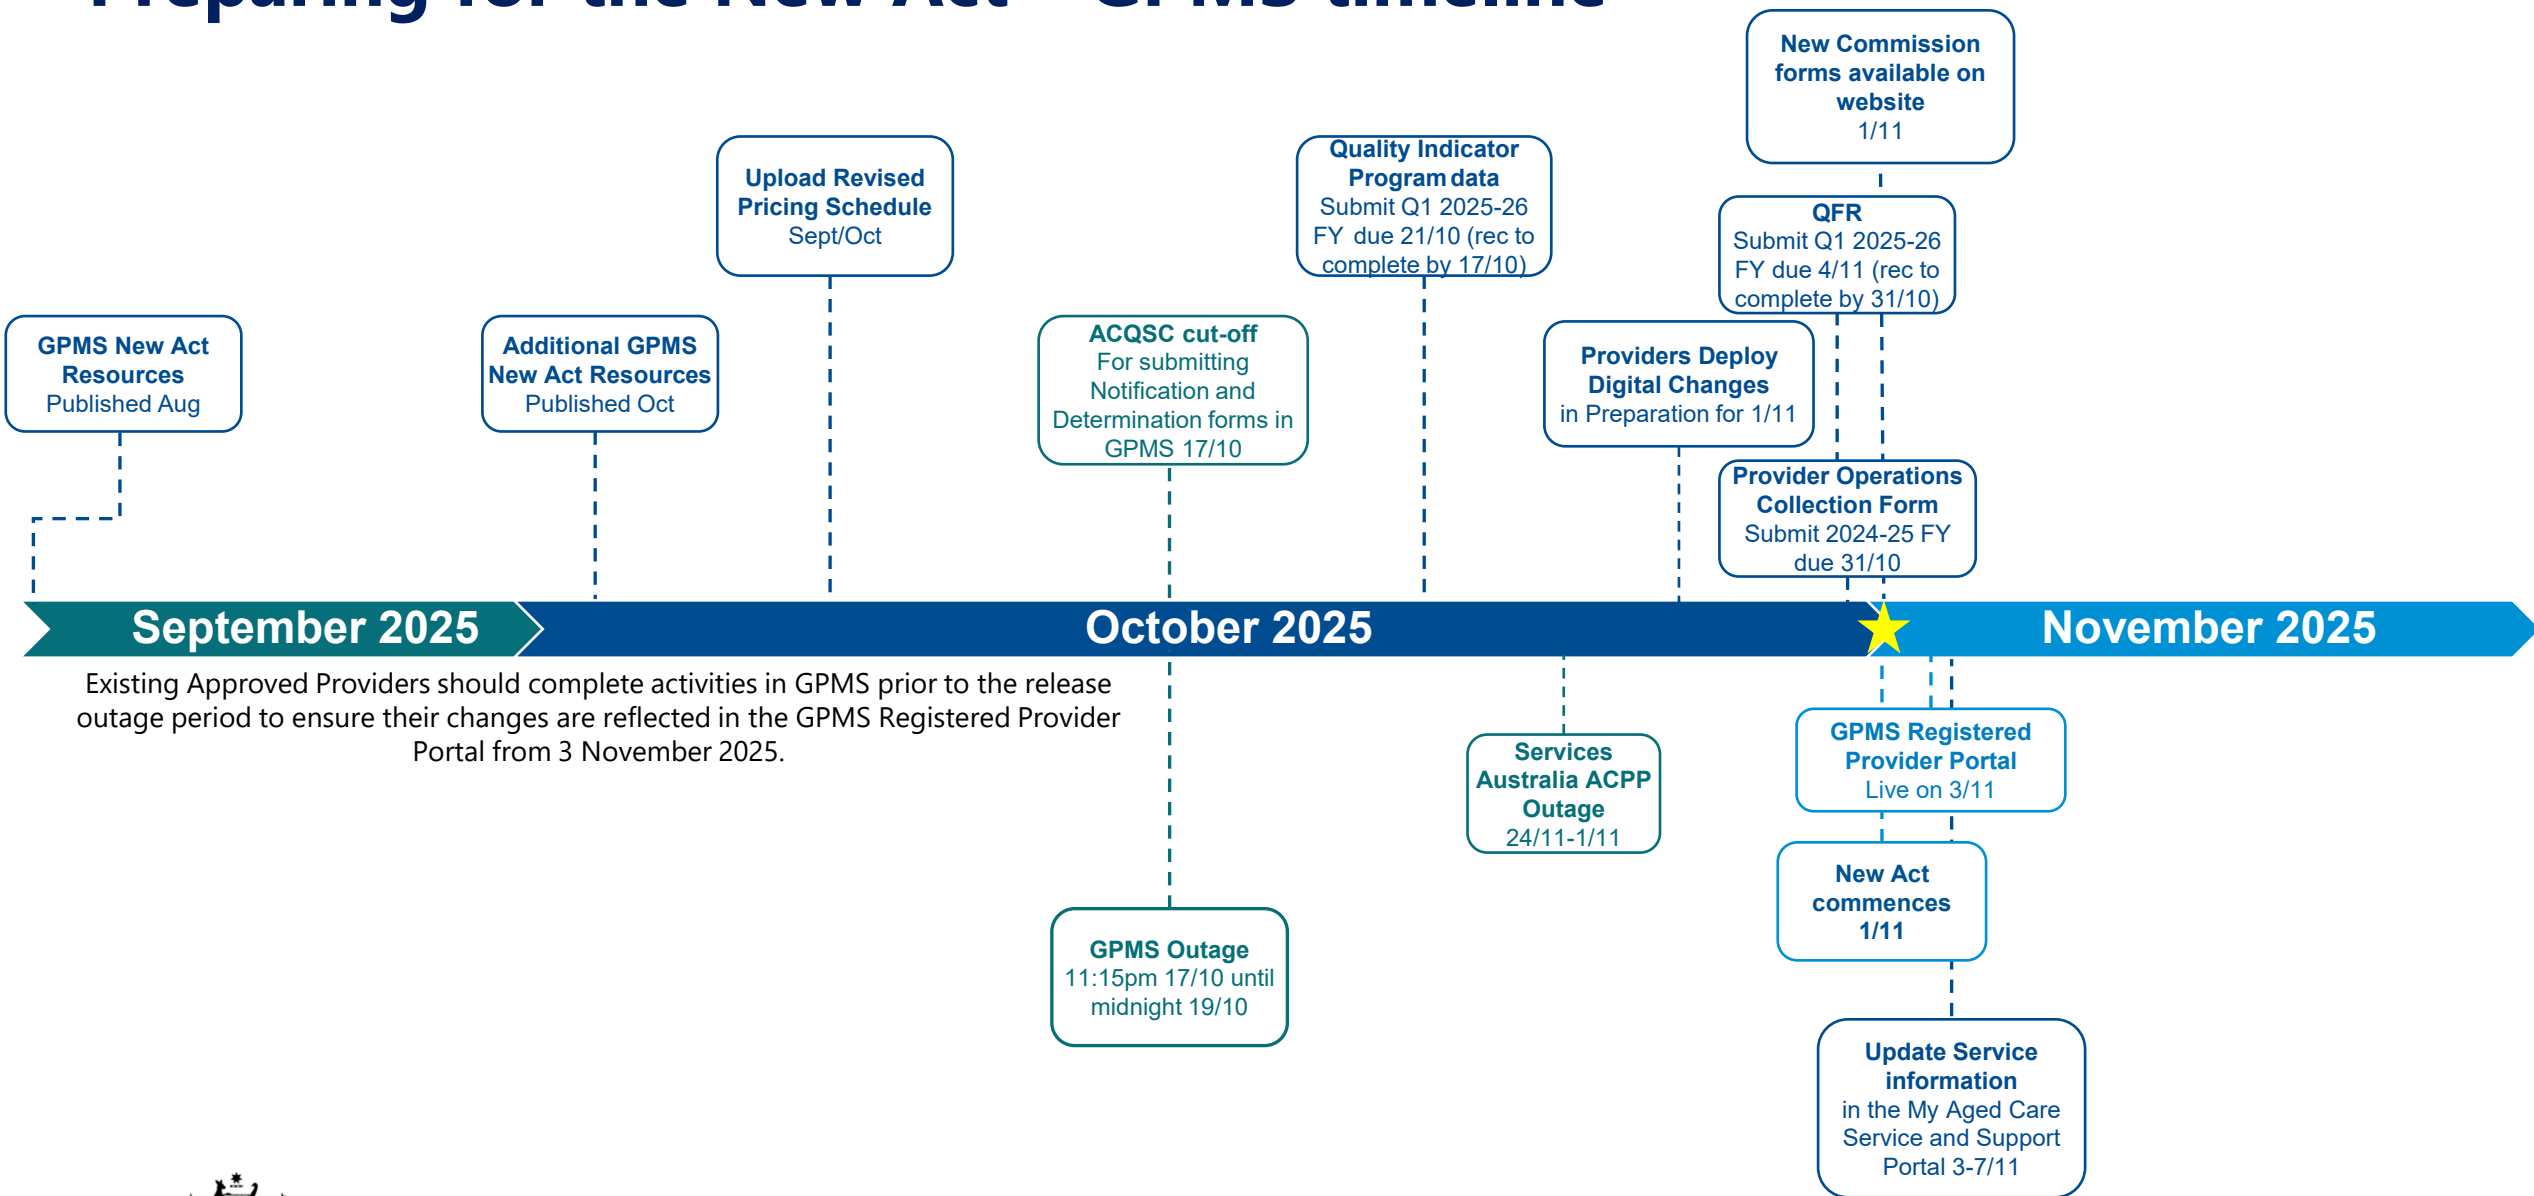 Preparing for the New Act – GPMS timeline
New Commission
forms available on
website
1/11
Upload Revised
Pricing Schedule
Sept/Oct
Quality Indicator
Program data
Submit Q1 2025-26
FY due 21/10 (rec to
complete by 17/10)
QFR
Submit Q1 2025-26
FY due 4/11 (rec to
complete by 31/10)
GPMS New Act
Resources
Published Aug
Additional GPMS
New Act Resources
Published Oct
ACQSC cut-off
For submitting
Notification and
Determination forms in
GPMS 17/10
Providers Deploy
Digital Changes
in Preparation for 1/11
Provider Operations
Collection Form
Submit 2024-25 FY
due 31/10
September 2025
October 2025
November 2025
Existing Approved Providers should complete activities in GPMS prior to the release
outage period to ensure their changes are reflected in the GPMS Registered Provider
Portal from 3 November 2025.
Services
Australia ACPP
Outage
24/11-1/11
GPMS Registered
Provider Portal
Live on 3/11
New Act
commences
1/11
GPMS Outage
11:15pm 17/10 until
midnight 19/10
Update Service
information
in the My Aged Care
Service and Support
Portal 3-7/11